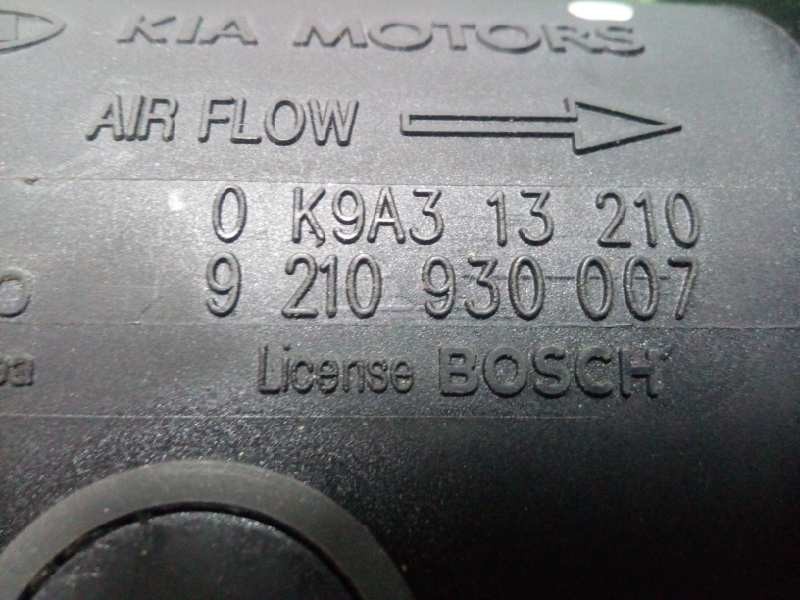 KIA MOTORS
AIR FLOW
0 K9A3 13 210
9 210 930 007
License BOSCH